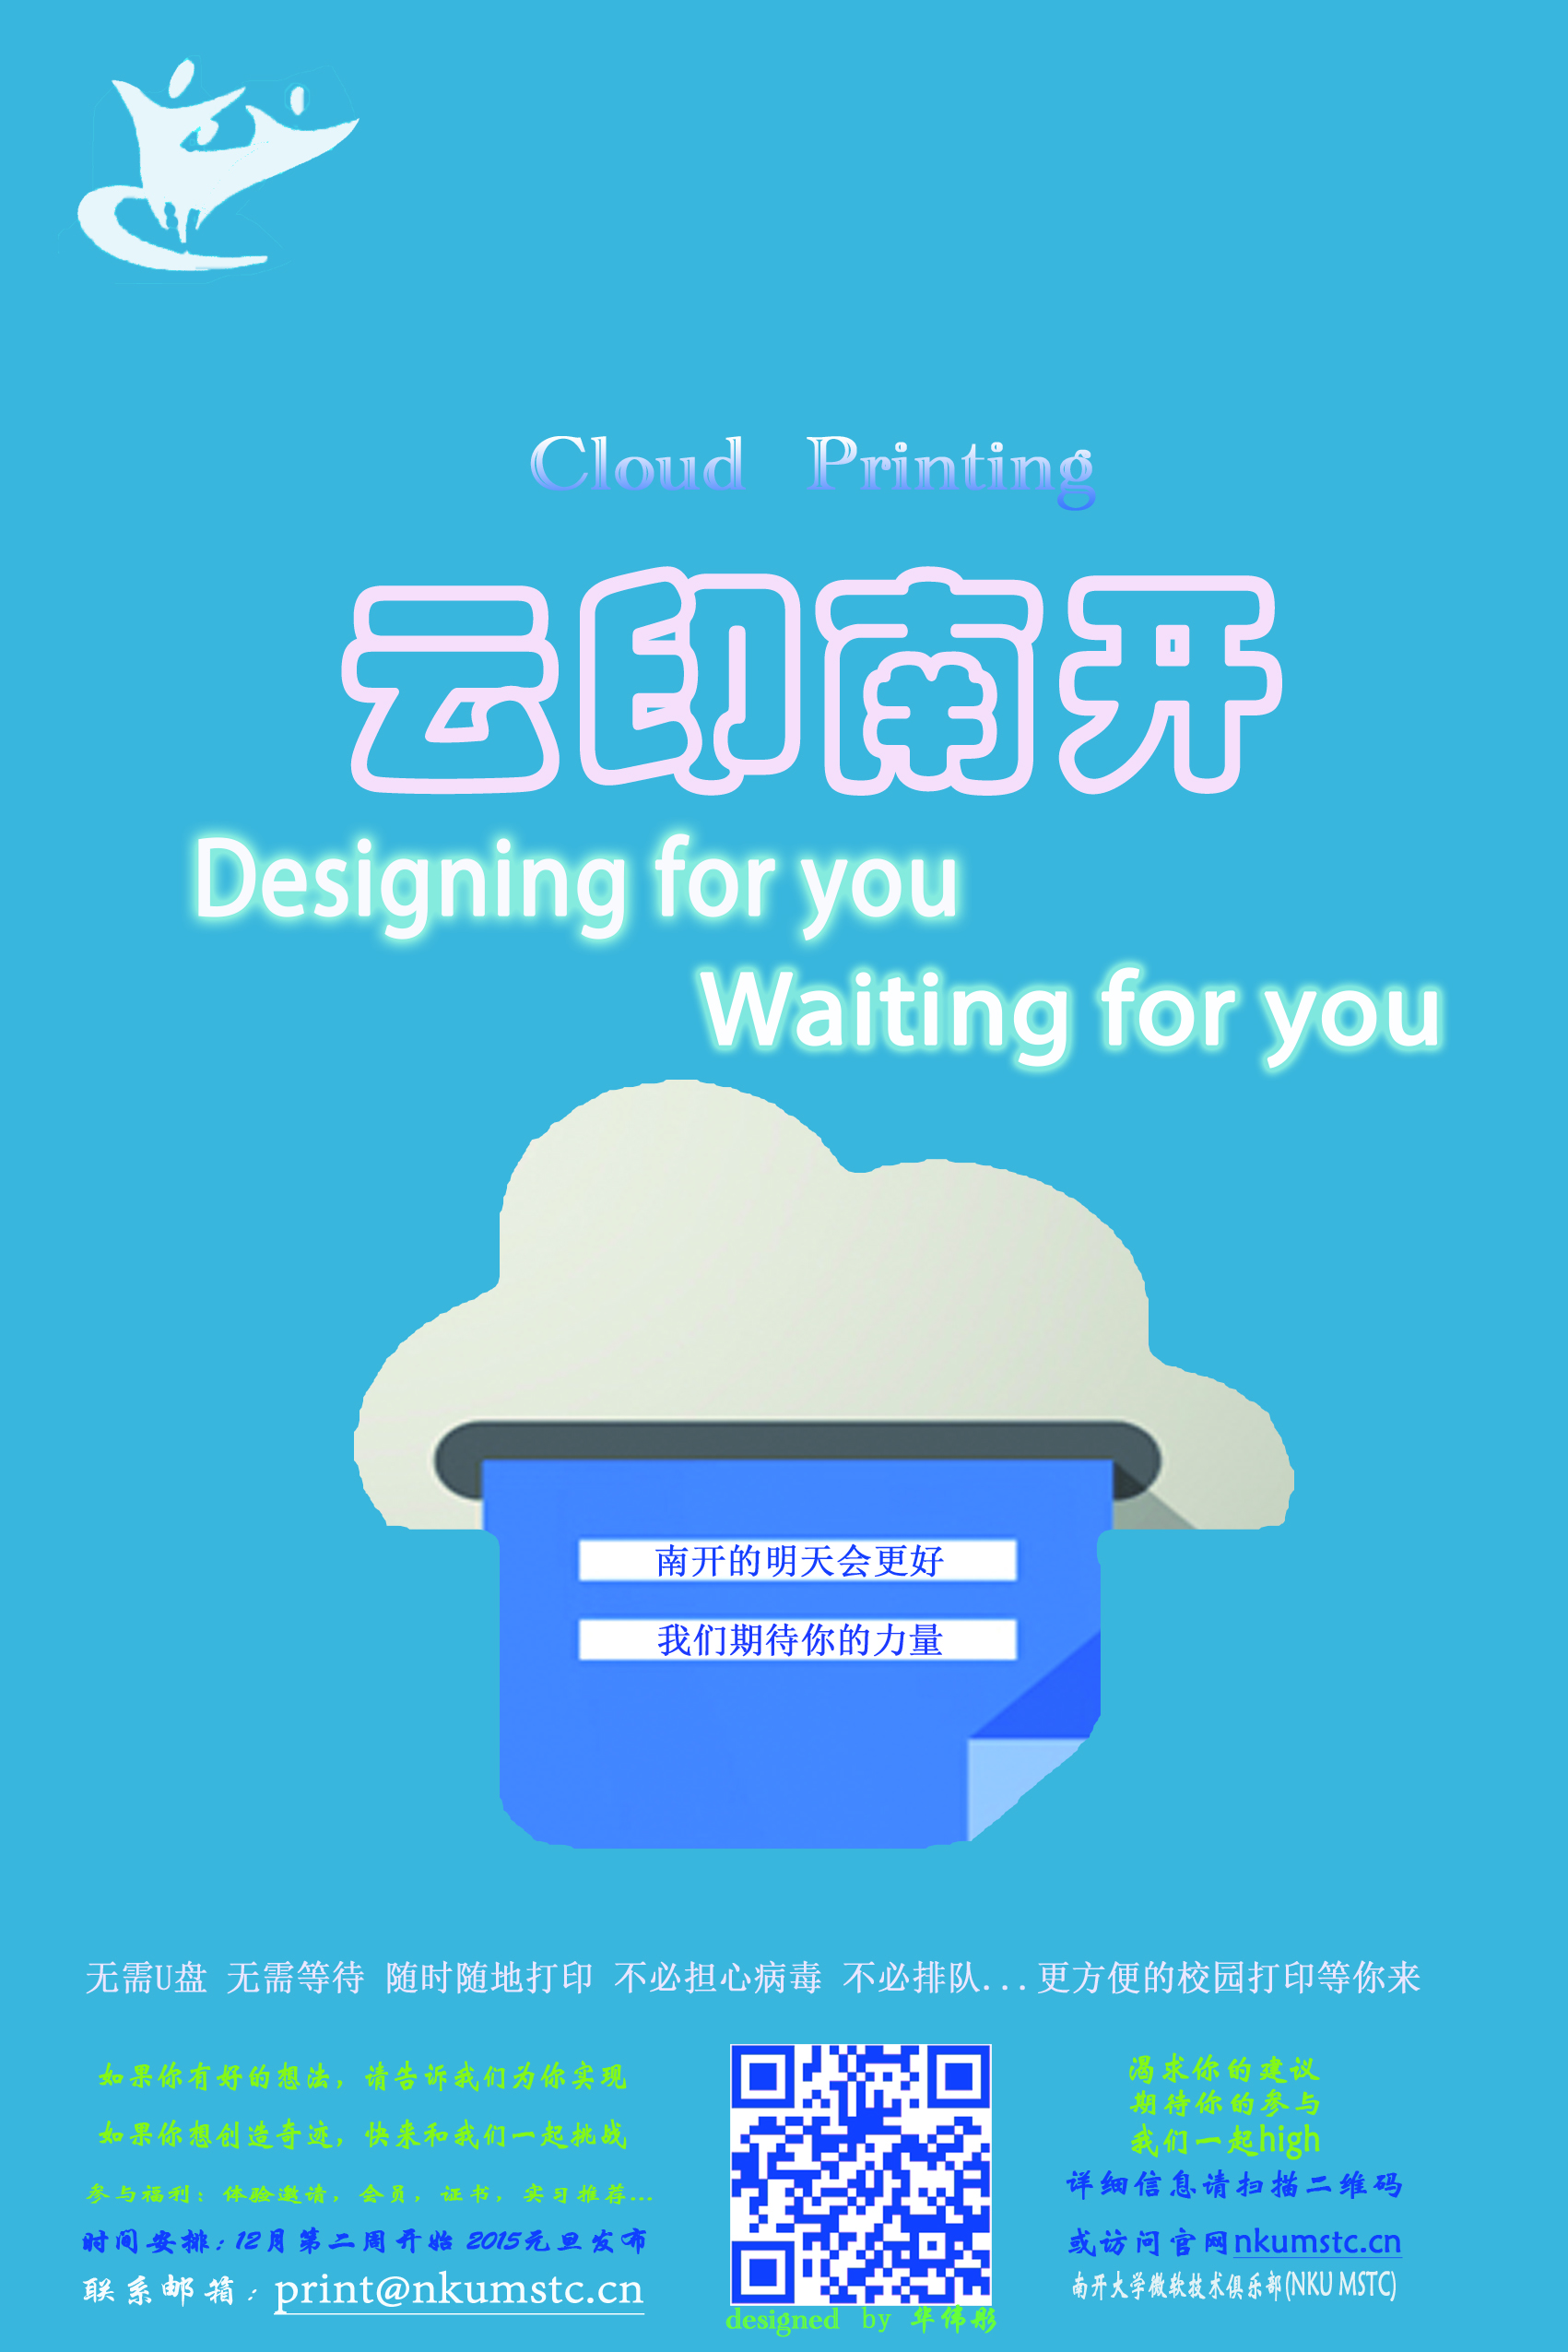 Cloud Printing
云印南开
Designing for you
Waiting for you
南开的明天会更好
我们期待你的力量
无需U盘 无需等待 随时随地打印 不必担心病毒 不必排队...更方便的校园打印等你来
如果你有好的想法，请告诉我们为你实现
如果你想创造奇迹，快来和我们一起挑战
参与福利：体验邀请，会员，证书，实习推荐...
时间安排：12月第二周开始 2015元旦发布
联系邮箱：print@nkumstc.cn
designed by 华伟彤
渴求你的建议
期待你的参与
我们一起high
详细信息请扫描二维码
或访问官网nkumstc.cn
南开大学微软技术俱乐部(NKU MSTC)